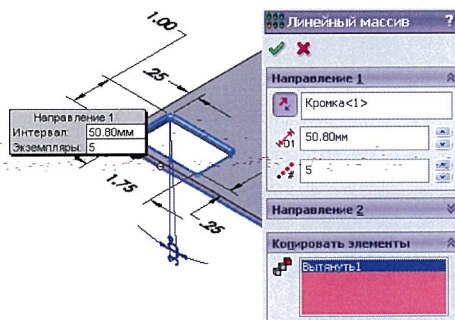 1.00
.25
Направление 1
Интервал: 50.80мм
Экземпляры: 5
1.75
.25
Линейный массив ?
Направление 1
Кромка<1>
D1 50.80мм
# 5
Направление 2
Копировать элементы
Вытянуть1